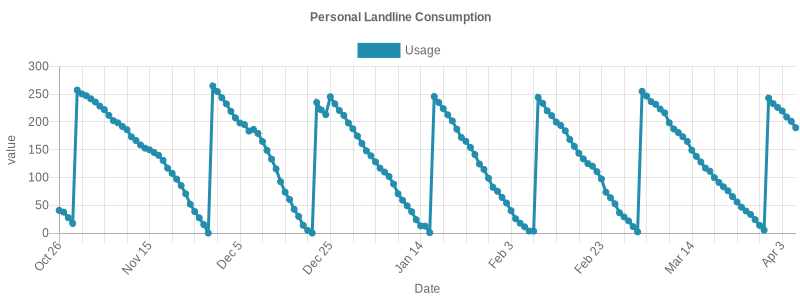 Personal Landline Consumption
Usage
300
250
200
150
100
50
0
value
Oct 26
Nov 15
Dec 5
Dec 25
Jan 14
Feb 3
Feb 23
Mar 14
Apr 3
Date